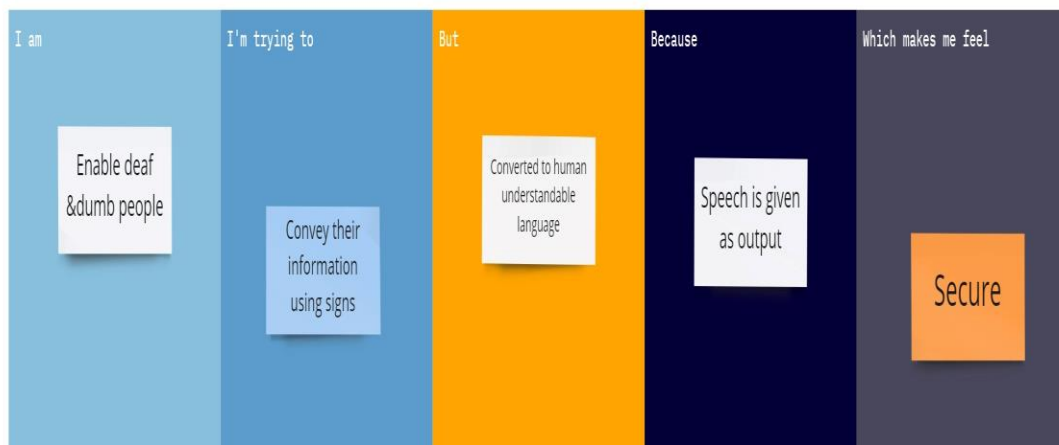 I am
Enable deaf
&dumb people
I'm trying to
Convey their
information
using signs
But
Converted to human
understandable
language
Because
Speech is given
as output
Which makes me feel
Secure